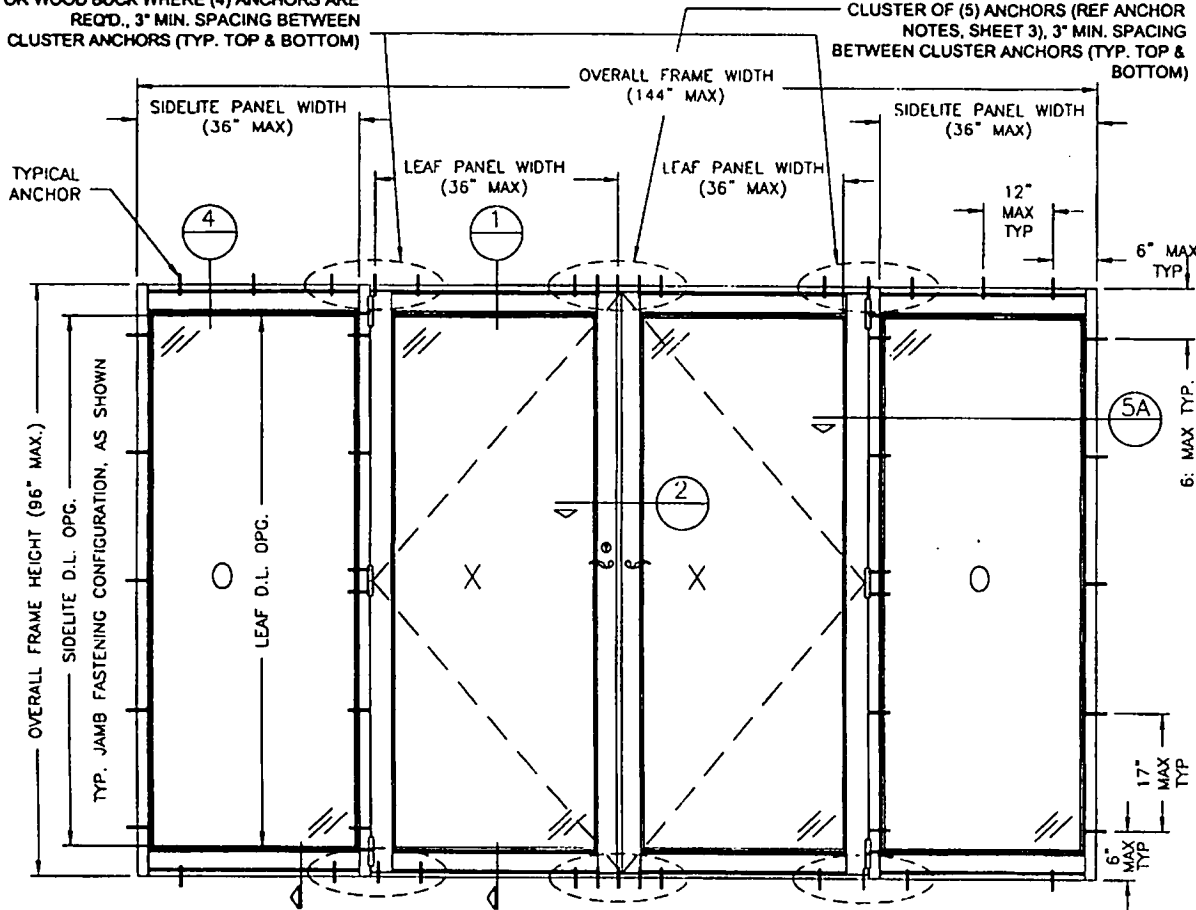 OR WOOD BUCK WHERE (4) ANCHORS ARE
REQ'D., 3" MIN. SPACING BETWEEN
CLUSTER ANCHORS (TYP. TOP & BOTTOM)
CLUSTER OF (5) ANCHORS (REF ANCHOR
NOTES, SHEET 3), 3" MIN. SPACING
BETWEEN CLUSTER ANCHORS (TYP. TOP &
BOTTOM)
OVERALL FRAME WIDTH
(144" MAX)
SIDELITE PANEL WIDTH
(36" MAX)
SIDELITE PANEL WIDTH
(36" MAX)
LEAF PANEL WIDTH
(36" MAX)
LEAF PANEL WIDTH
(36" MAX)
TYPICAL
ANCHOR
12"
MAX
TYP
6" MAX
TYP
4
1
5A
2
6: MAX TYP.
OVERALL FRAME HEIGHT (96" MAX.)
SIDELITE D.L. OPG.
TYP. JAMB FASTENING CONFIGURATION, AS SHOWN
LEAF D.L. OPG.
O
X
X
O
17"
MAX
TYP
6"
MAX
TYP